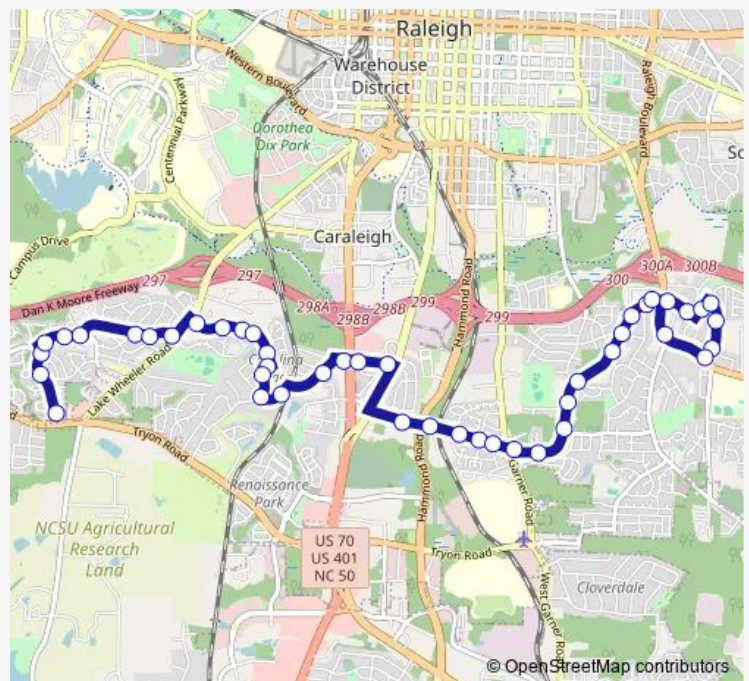 Raleigh
Warehouse
District
Western Boulevard
Centennial Parkway
Dorothea
Dix Park
Raleigh Boulevard
Campus Drive
Caraleigh
Dan K Moore Freeway
297
297
298A
298B
298B
299
299
300
300A
300B
Hammond Road
Lake Wheeler Road
Tryon Road
Renaissance
Park
Hammond Road
Garner Road
NCSU Agricultural
Research
Land
US 70
US 401
NC 50
Tryon Road
West Garner Road
Cloverdale
© OpenStreetMap contributors